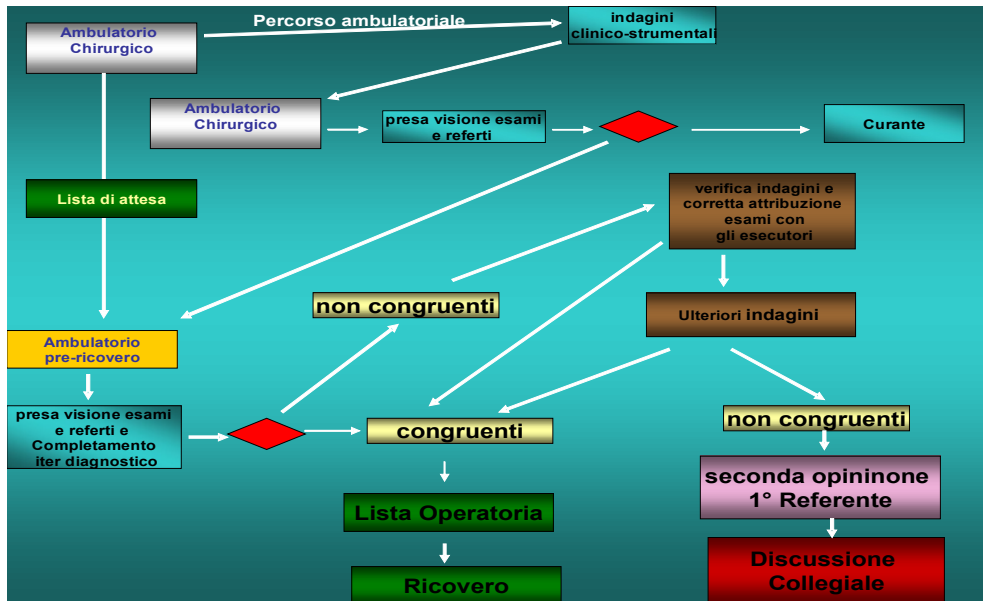 Percorso ambulatoriale
Ambulatorio
Chirurgico
indagini
clinico-strumentali
Ambulatorio
Chirurgico
presa visione esami
e referti
Curante
Lista di attesa
verifica indagini e
corretta attribuzione
esami con
gli esecutori
non congruenti
Ulteriori indagini
Ambulatorio
pre-ricovero
presa visione esami
e referti e
Completamento
iter diagnostico
congruenti
non congruenti
seconda opininone
1° Referente
Lista Operatoria
Discussione
Collegiale
Ricovero